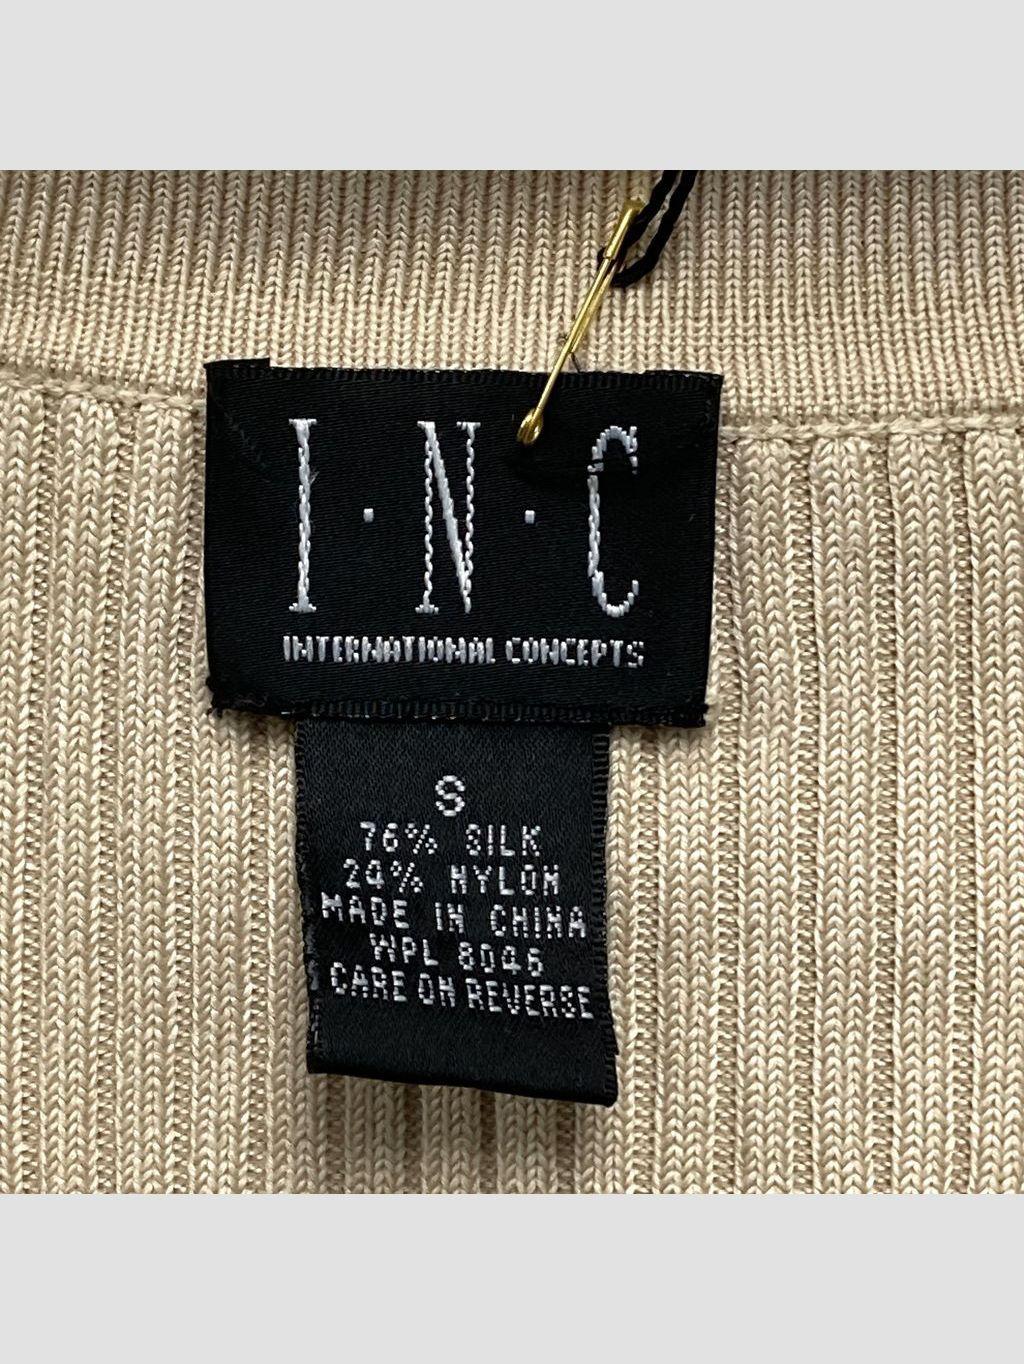 I·N·C
INTERNATIONAL CONCEPTS
S
76% SILK
24% NYLON
MADE IN CHINA
WPL 8046
CARE ON REVERSE